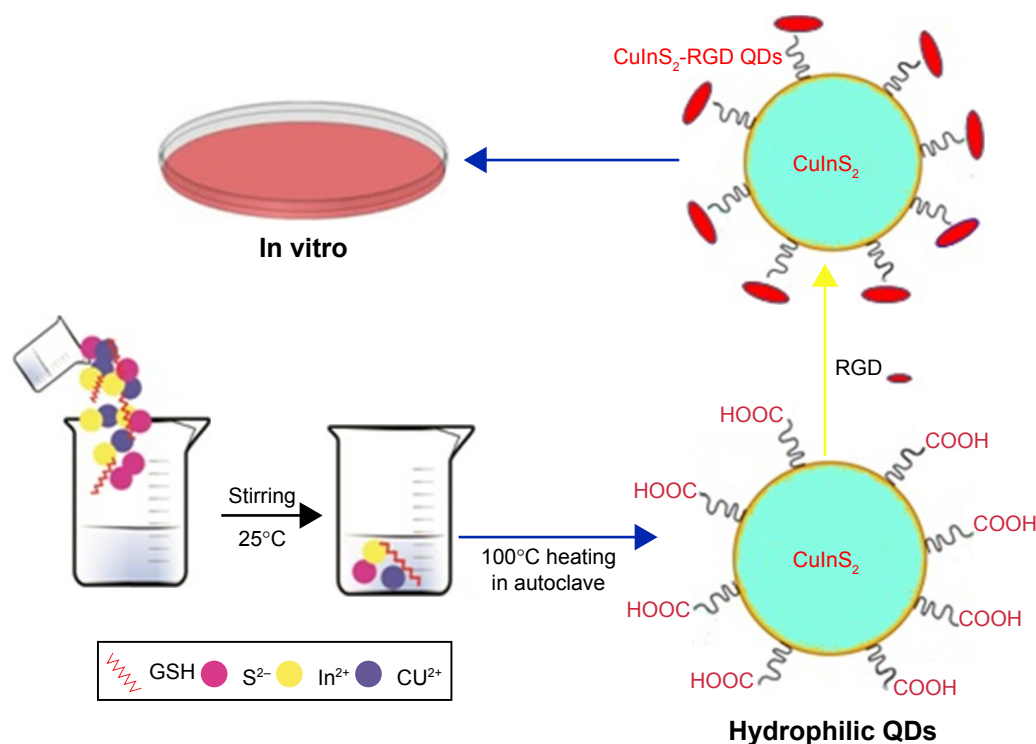 CuInS₂-RGD QDs
CuInS₂
In vitro
RGD
HOOC
COOH
HOOC
COOH
Stirring
25°C
100°C heating
in autoclave
CuInS₂
HOOC
COOH
HOOC
COOH
GSH
S²⁻
In²⁺
CU²⁺
Hydrophilic QDs